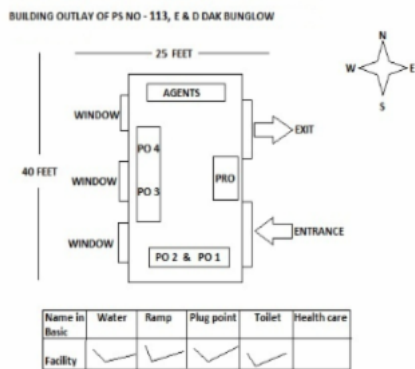 BUILDING OUTLAY OF PS NO - 113, E & D DAK BUNGLOW
25 FEET
N
W E
S
AGENTS
WINDOW
EXIT
PO 4
40 FEET
WINDOW
PO 3
PRO
WINDOW
ENTRANCE
PO 2 & PO 1
Name in Basic Water Ramp Plug point Toilet Health care
Facility